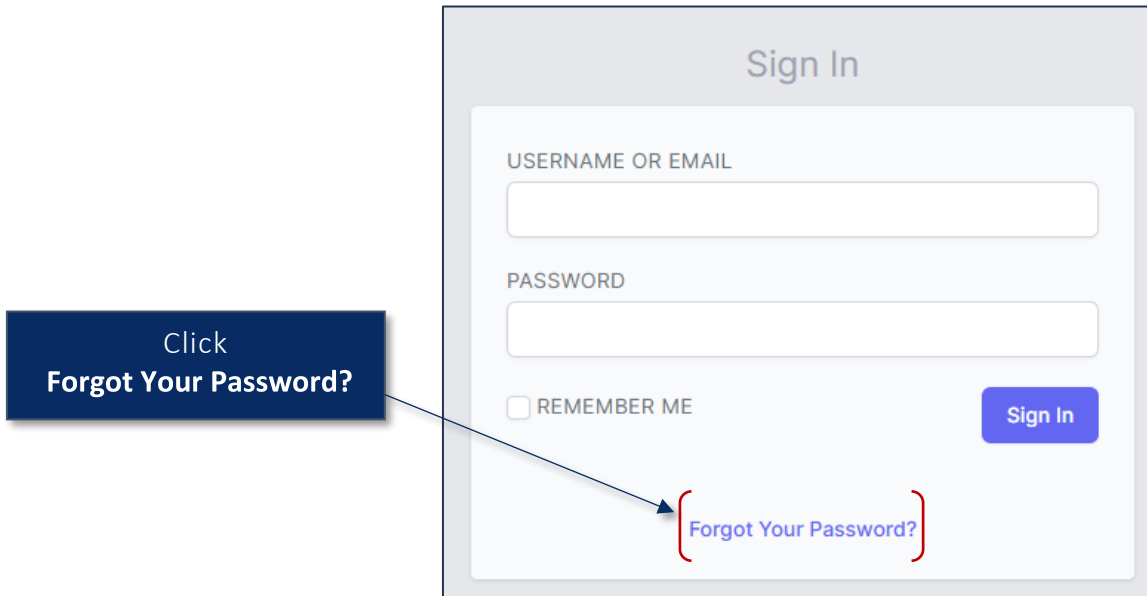 Sign In
USERNAME OR EMAIL
PASSWORD
Click
Forgot Your Password?
REMEMBER ME
Sign In
Forgot Your Password?